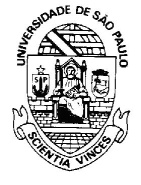 UNIVERSIDADE DE SÃO PAULO
SCIENTIA VINCES